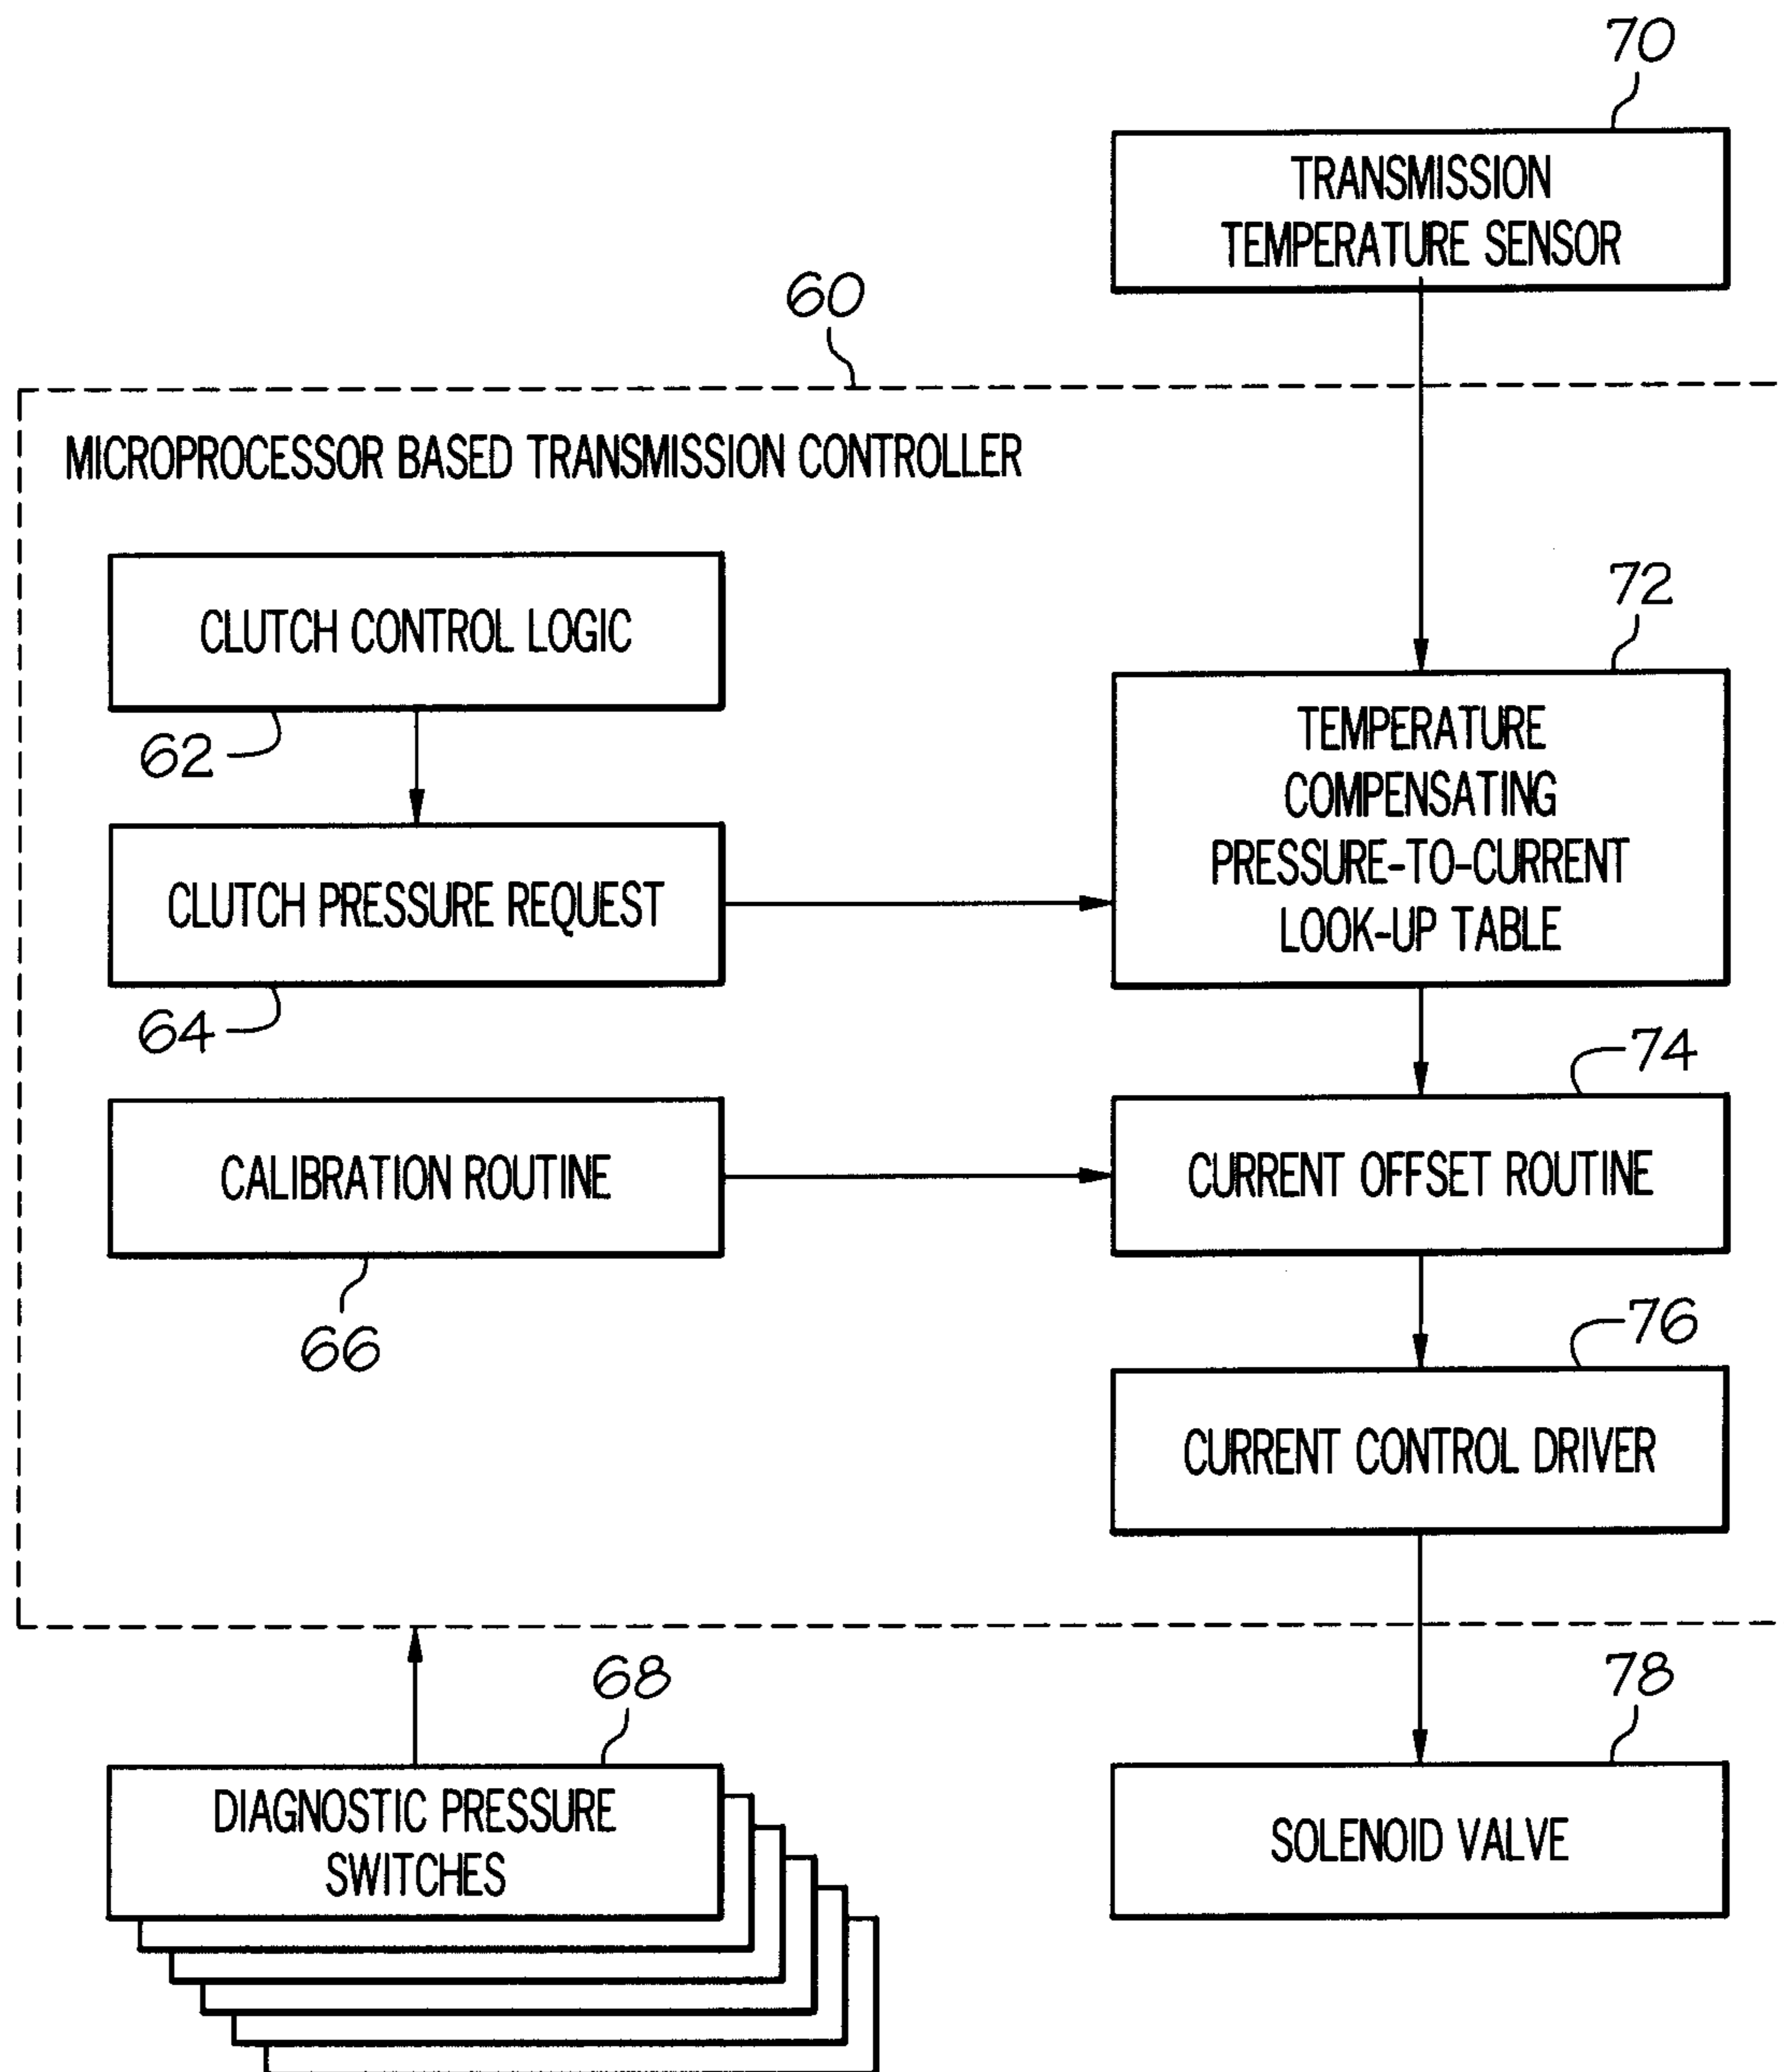 70
TRANSMISSION
TEMPERATURE SENSOR
60
MICROPROCESSOR BASED TRANSMISSION CONTROLLER
CLUTCH CONTROL LOGIC
62
72
TEMPERATURE
COMPENSATING
PRESSURE-TO-CURRENT
LOOK-UP TABLE
CLUTCH PRESSURE REQUEST
64
74
CALIBRATION ROUTINE
66
CURRENT OFFSET ROUTINE
76
CURRENT CONTROL DRIVER
68
DIAGNOSTIC PRESSURE
SWITCHES
78
SOLENOID VALVE